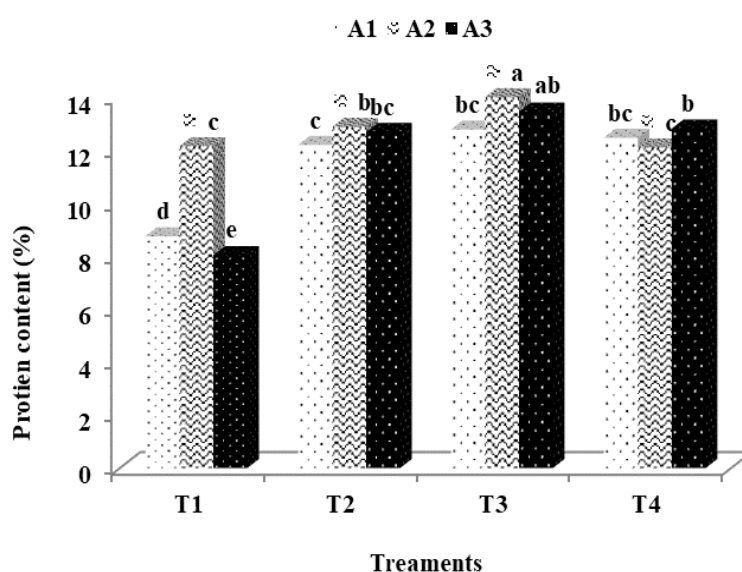 A1 A2 A3
Protien content (%)
14
12
10
8
6
4
2
0
d c e
c b bc
bc a ab
bc c b
T1 T2 T3 T4
Treaments